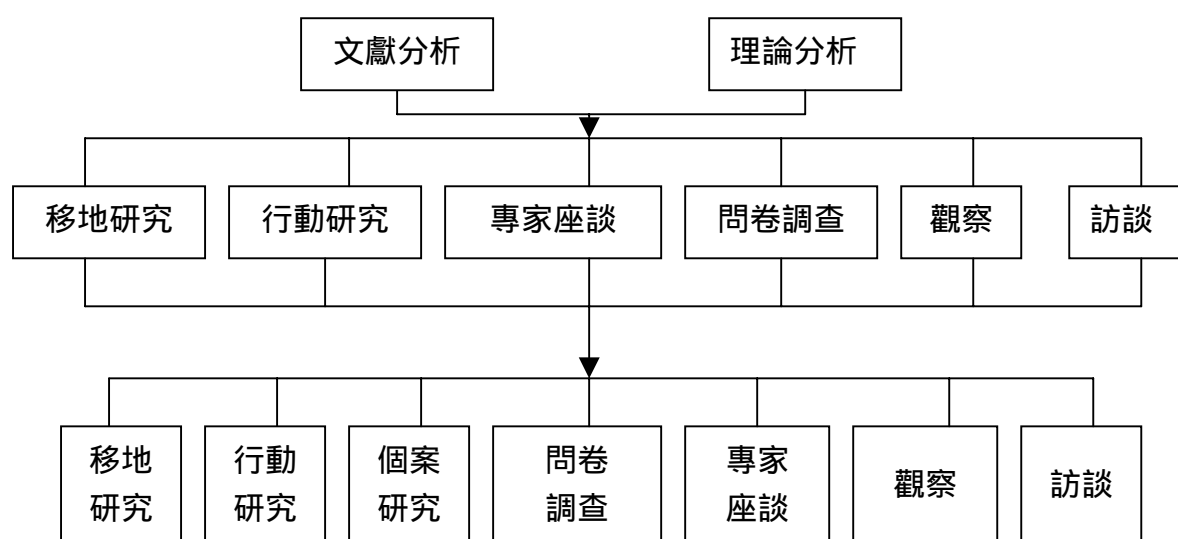 文獻分析
理論分析
移地研究
行動研究
專家座談
問卷調查
觀察
訪談
移地
研究
行動
研究
個案
研究
問卷
調查
專家
座談
觀察
訪談